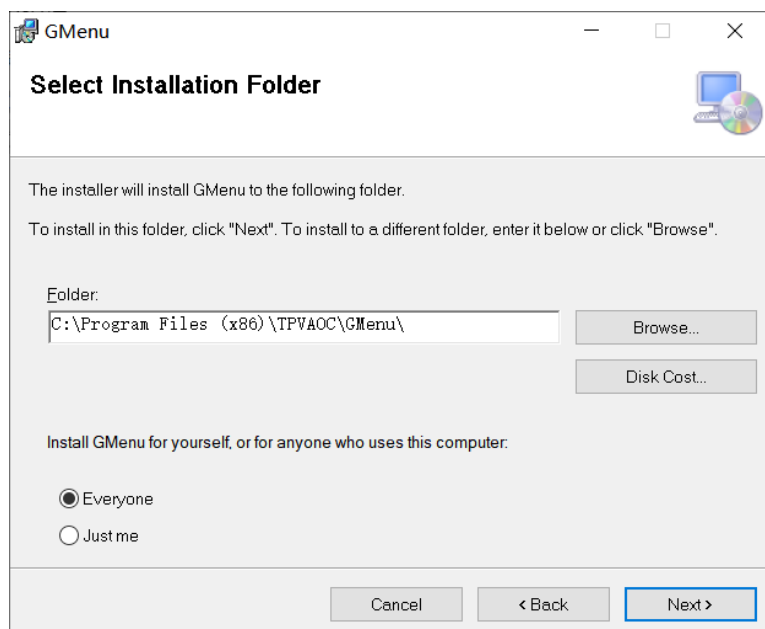 GMenu
Select Installation Folder
The installer will install GMenu to the following folder.
To install in this folder, click "Next". To install to a different folder, enter it below or click "Browse".
Folder:
C:\Program Files (x86)\TPVAOC\GMenu\
Browse...
Disk Cost...
Install GMenu for yourself, or for anyone who uses this computer:
Everyone
Just me
Cancel
< Back
Next >